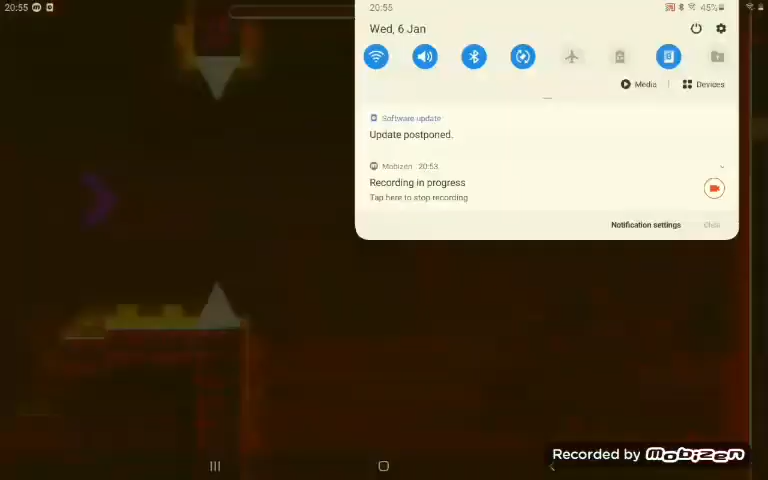 20:55
20:55
45%
Wed, 6 Jan
Media
Devices
Software update
Update postponed.
Mobizen · 20:53
Recording in progress
Tap here to stop recording
Notification settings
Recorded by MOBIZEN